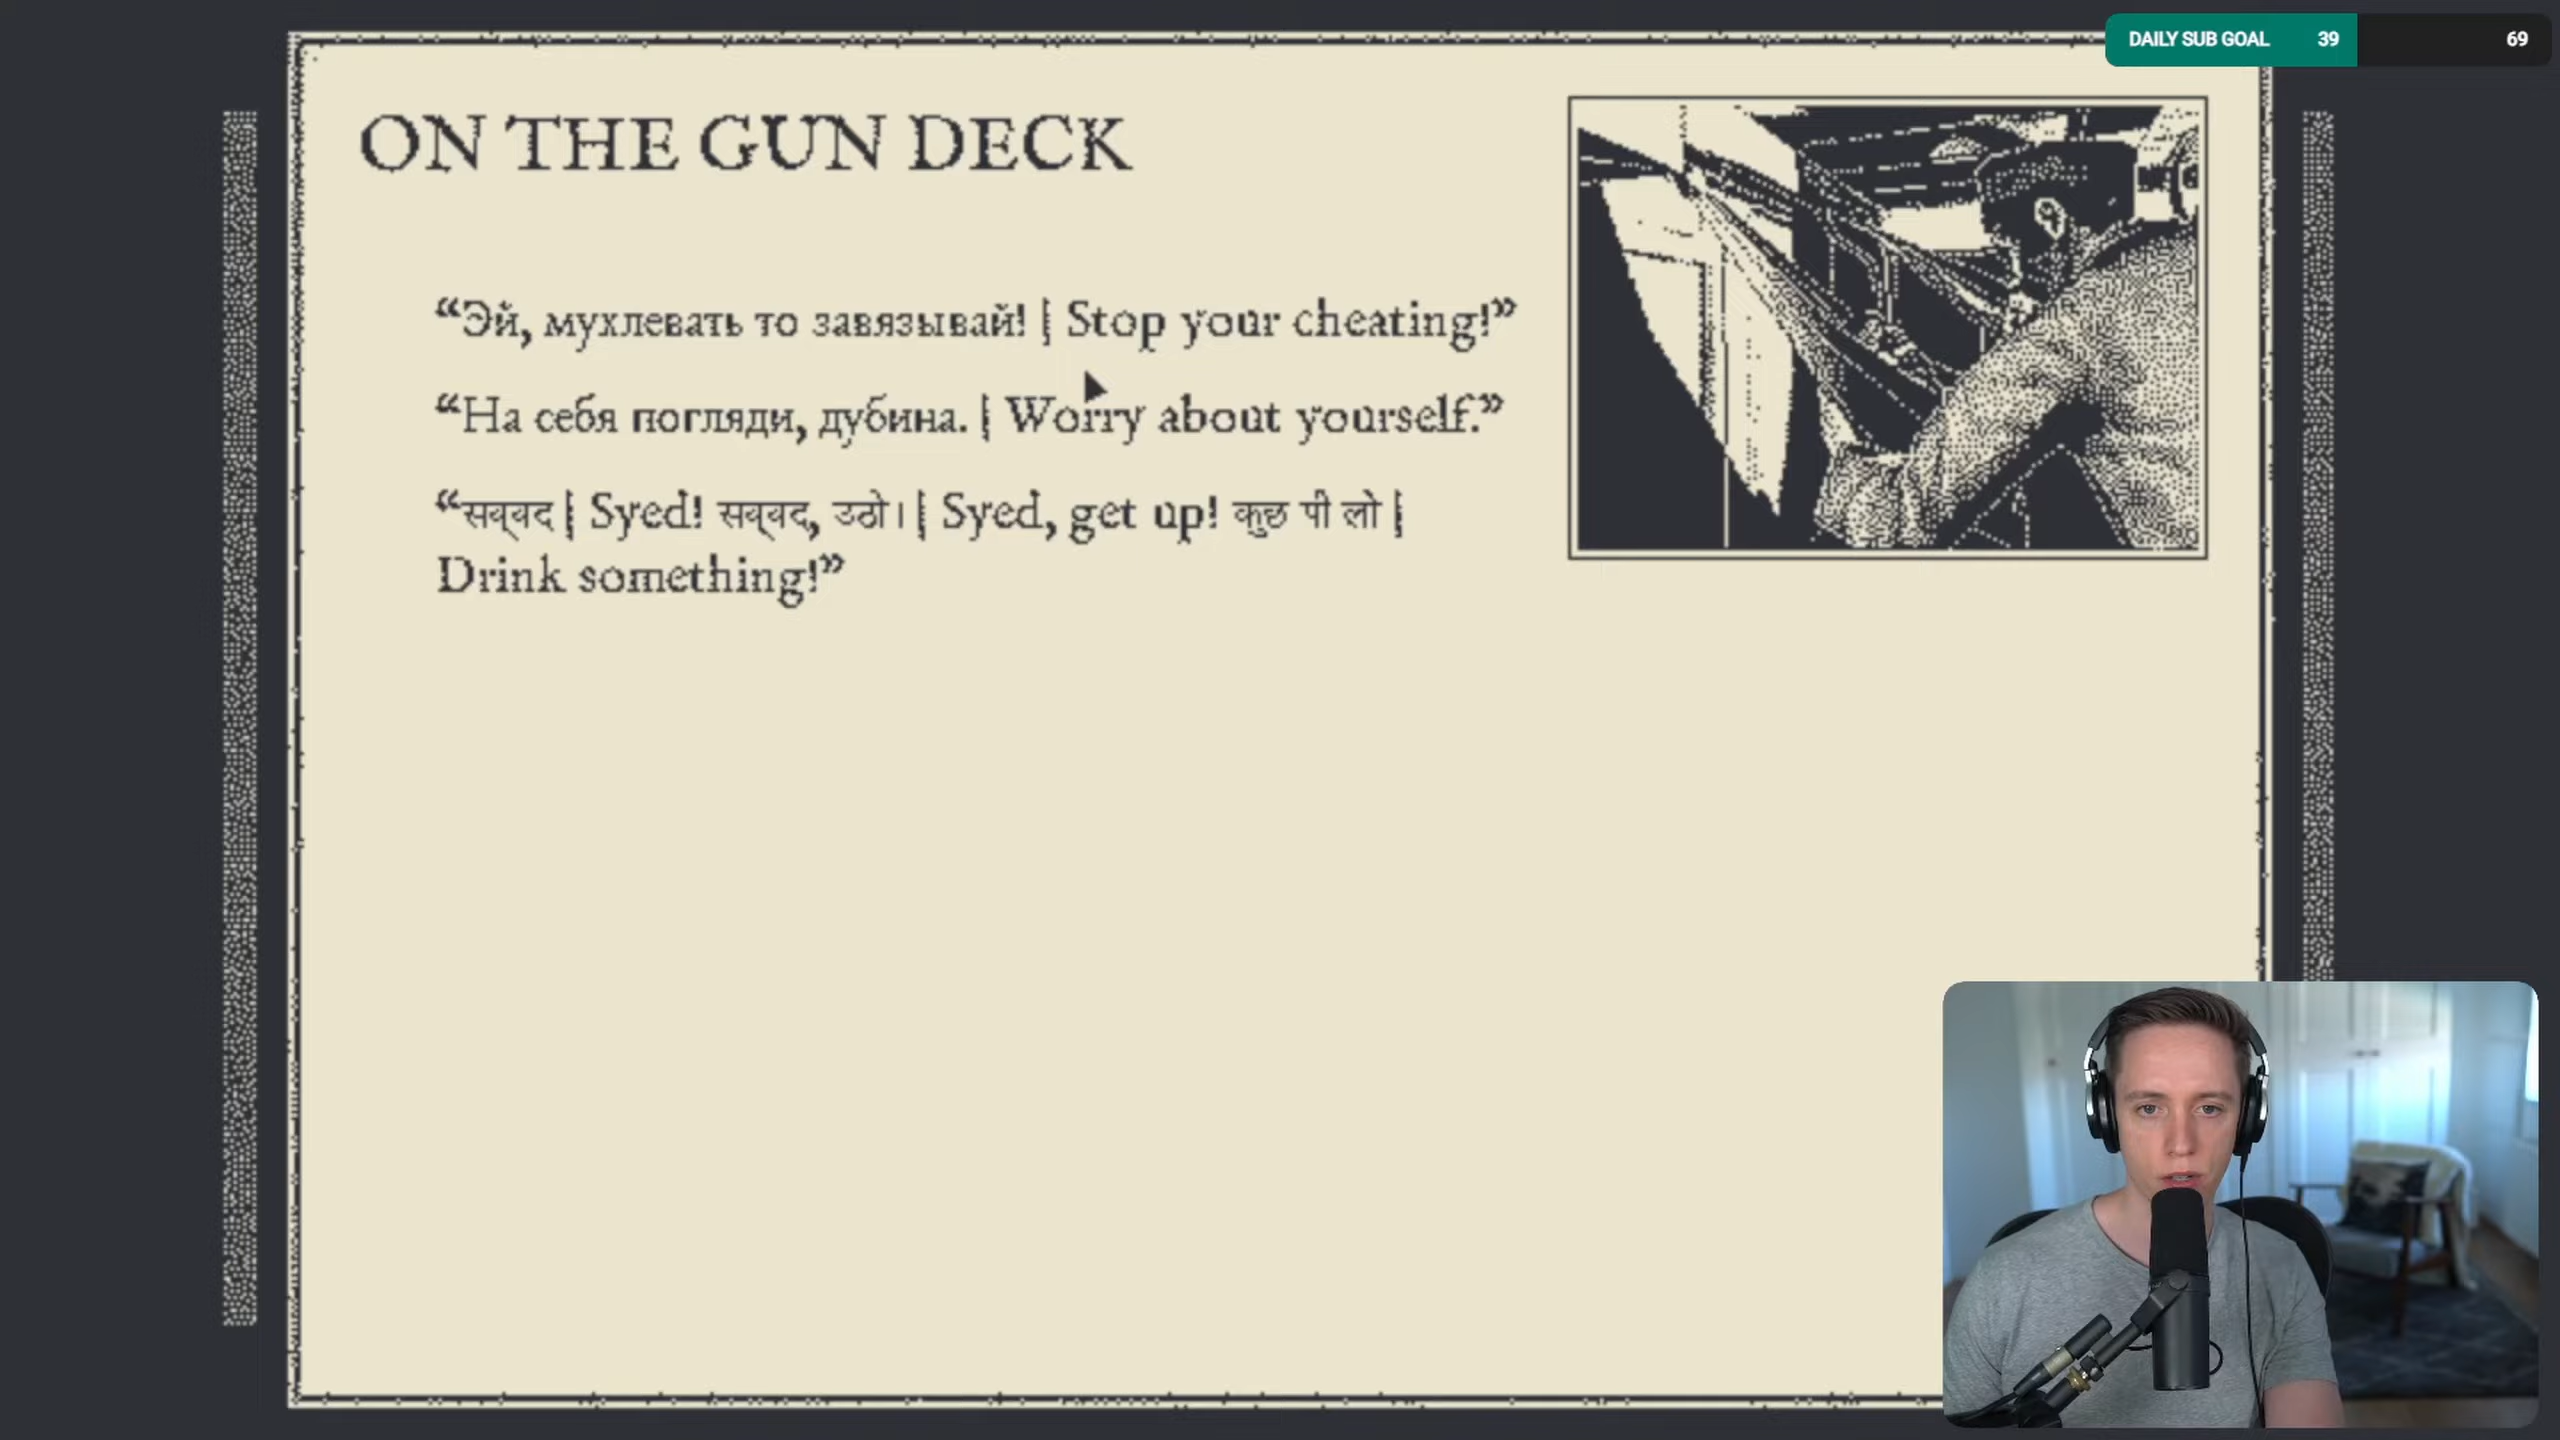 DAILY SUB GOAL 39 69
ON THE GUN DECK
“Эй, мухлевать то завязывай! | Stop your cheating!”
“На себя погляди, дубина. | Worry about yourself.”
“सय्यद | Syed! सय्यद, उठो। | Syed, get up! कुछ पी लो |
Drink something!”